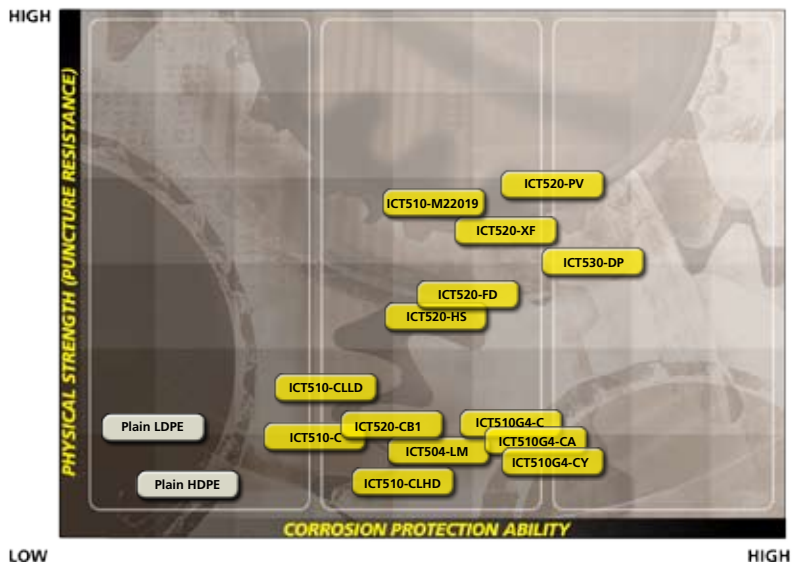 HIGH
PHYSICAL STRENGTH (PUNCTURE RESISTANCE)
ICT520-PV
ICT510-M22019
ICT520-XF
ICT530-DP
ICT520-FD
ICT520-HS
ICT510-CLLD
Plain LDPE
ICT520-CB1
ICT510G4-C
ICT510-C
ICT510G4-CA
ICT504-LM
ICT510G4-CY
Plain HDPE
ICT510-CLHD
CORROSION PROTECTION ABILITY
LOW
HIGH